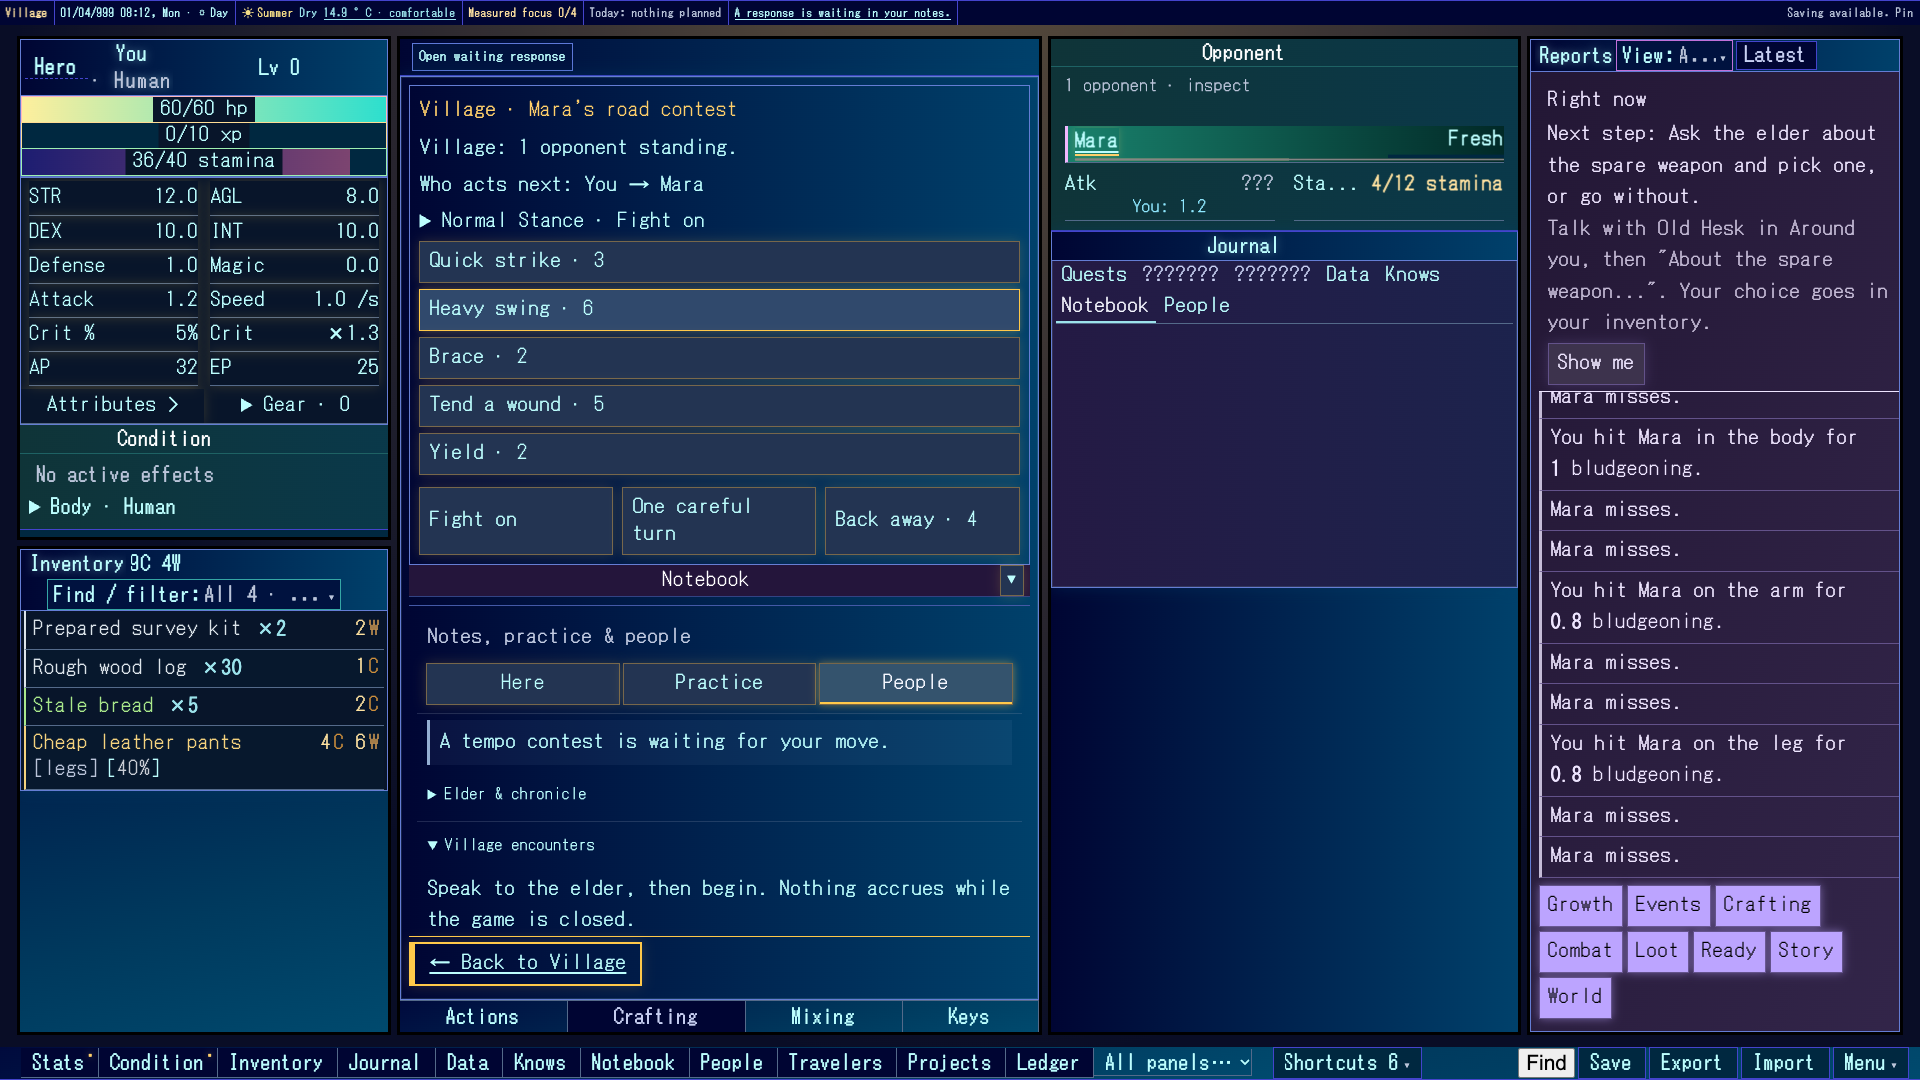 Village 01/04/999 08:12, Mon · Day Summer Dry 14.9 ° C · comfortable Measured focus 0/4 Today: nothing planned A response is waiting in your notes. Saving available. Pin
Hero · You Human Lv 0
60/60 hp
0/10 xp
36/40 stamina
STR 12.0 AGL 8.0
DEX 10.0 INT 10.0
Defense 1.0 Magic 0.0
Attack 1.2 Speed 1.0 /s
Crit % 5% Crit ×1.3
AP 32 EP 25
Attributes > ▶ Gear · 0
Condition
No active effects
▶ Body · Human
Inventory 9C 4W
Find / filter: All 4 · ... ▾
Prepared survey kit ×2 2W
Rough wood log ×30 1C
Stale bread ×5 2C
Cheap leather pants 4C 6W
[legs] [40%]
Open waiting response
Village · Mara's road contest
Village: 1 opponent standing.
Who acts next: You → Mara
▶ Normal Stance · Fight on
Quick strike · 3
Heavy swing · 6
Brace · 2
Tend a wound · 5
Yield · 2
Fight on
One careful
turn
Back away · 4
Notebook ▼
Notes, practice & people
Here Practice People
A tempo contest is waiting for your move.
▶ Elder & chronicle
▼ Village encounters
Speak to the elder, then begin. Nothing accrues while
the game is closed.
← Back to Village
Actions Crafting Mixing Keys
Opponent
1 opponent · inspect
Mara Fresh
Atk ??? Sta... 4/12 stamina
You: 1.2
Journal
Quests ??????? ??????? Data Knows
Notebook People
Reports View: A...▾ Latest
Right now
Next step: Ask the elder about
the spare weapon and pick one,
or go without.
Talk with Old Hesk in Around
you, then "About the spare
weapon...". Your choice goes in
your inventory.
Show me
Mara misses.
You hit Mara in the body for
1 bludgeoning.
Mara misses.
Mara misses.
You hit Mara on the arm for
0.8 bludgeoning.
Mara misses.
Mara misses.
You hit Mara on the leg for
0.8 bludgeoning.
Mara misses.
Mara misses.
Growth Events Crafting
Combat Loot Ready Story
World
Stats Condition Inventory Journal Data Knows Notebook People Travelers Projects Ledger All panels… Shortcuts 6 ▾ Find Save Export Import Menu ▾